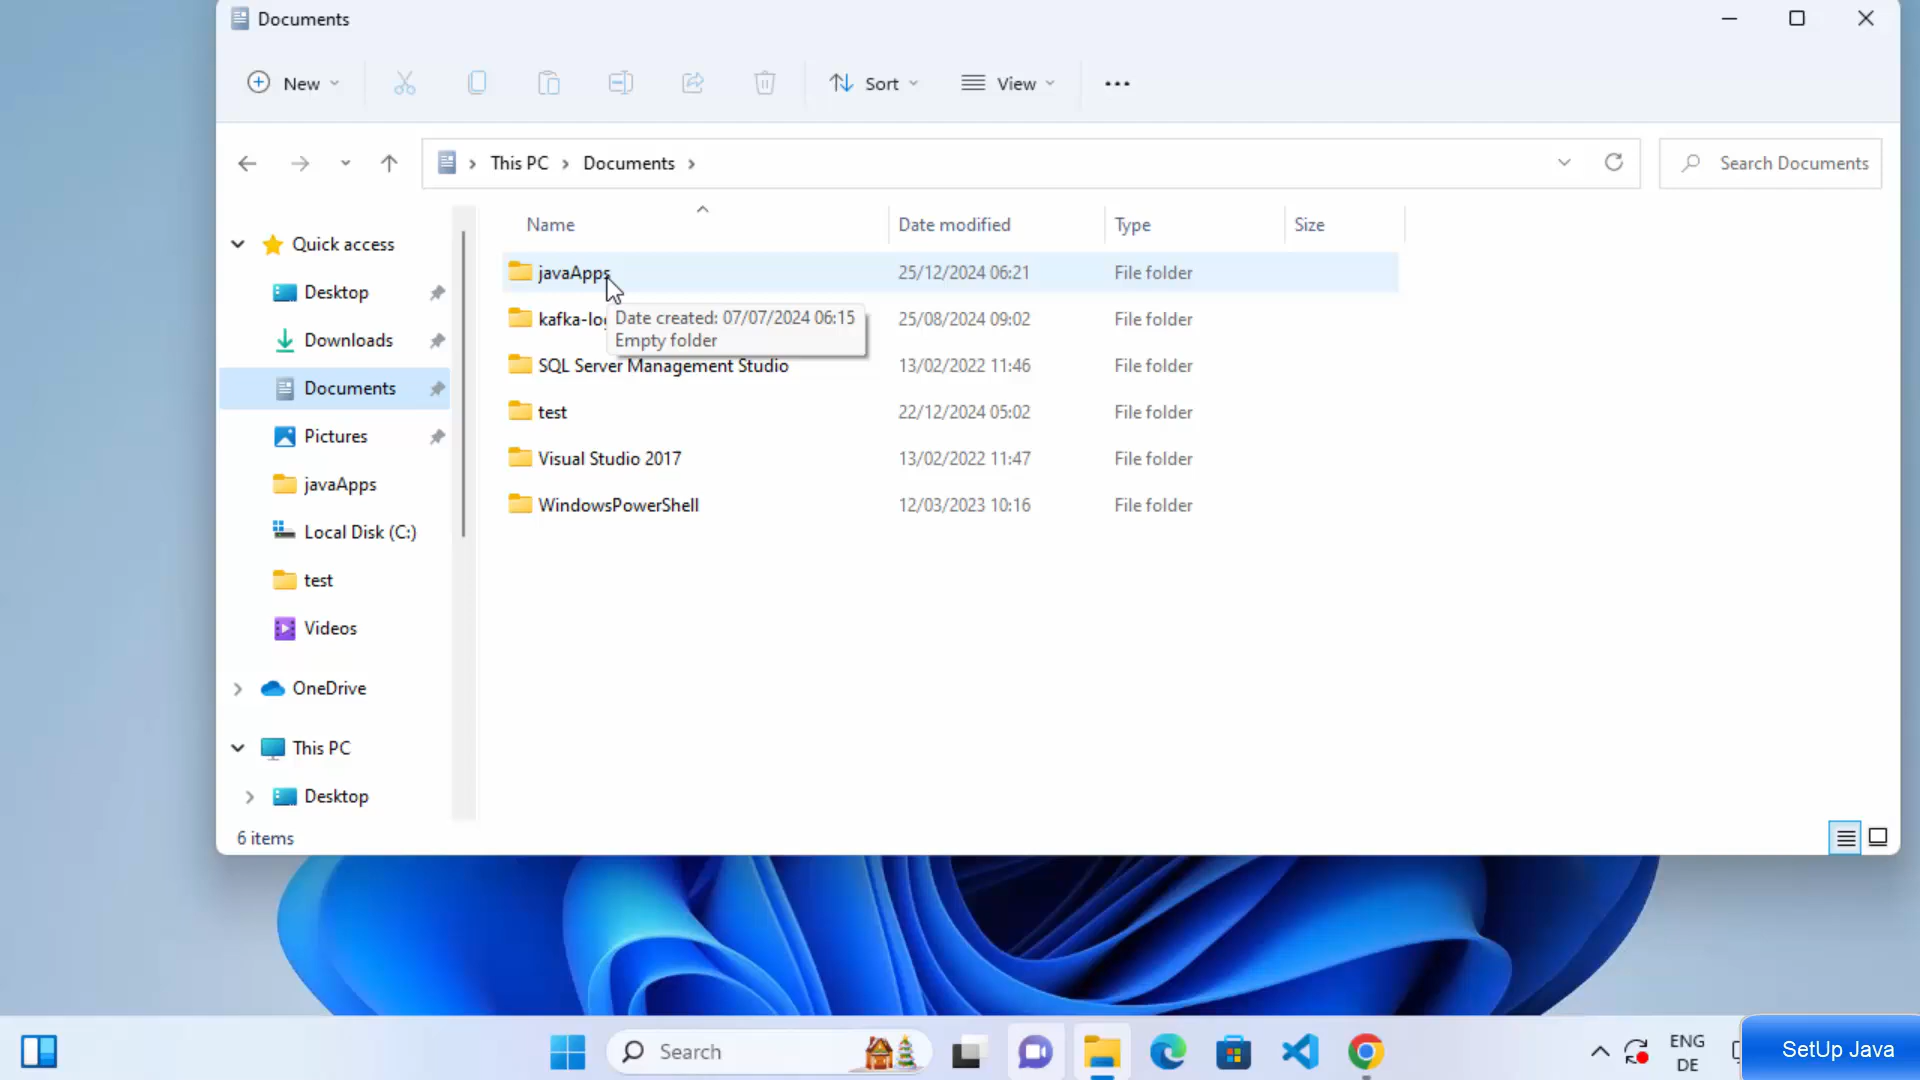 Documents
New
Sort
View
This PC
Documents
Search Documents
Name
Date modified
Type
Size
Quick access
Desktop
Downloads
Documents
Pictures
javaApps
Local Disk (C:)
test
Videos
OneDrive
This PC
Desktop
javaApps 25/12/2024 06:21 File folder
kafka-lo 25/08/2024 09:02 File folder
Date created: 07/07/2024 06:15
Empty folder
SQL Server Management Studio 13/02/2022 11:46 File folder
test 22/12/2024 05:02 File folder
Visual Studio 2017 13/02/2022 11:47 File folder
WindowsPowerShell 12/03/2023 10:16 File folder
6 items
Search
ENG
DE
SetUp Java